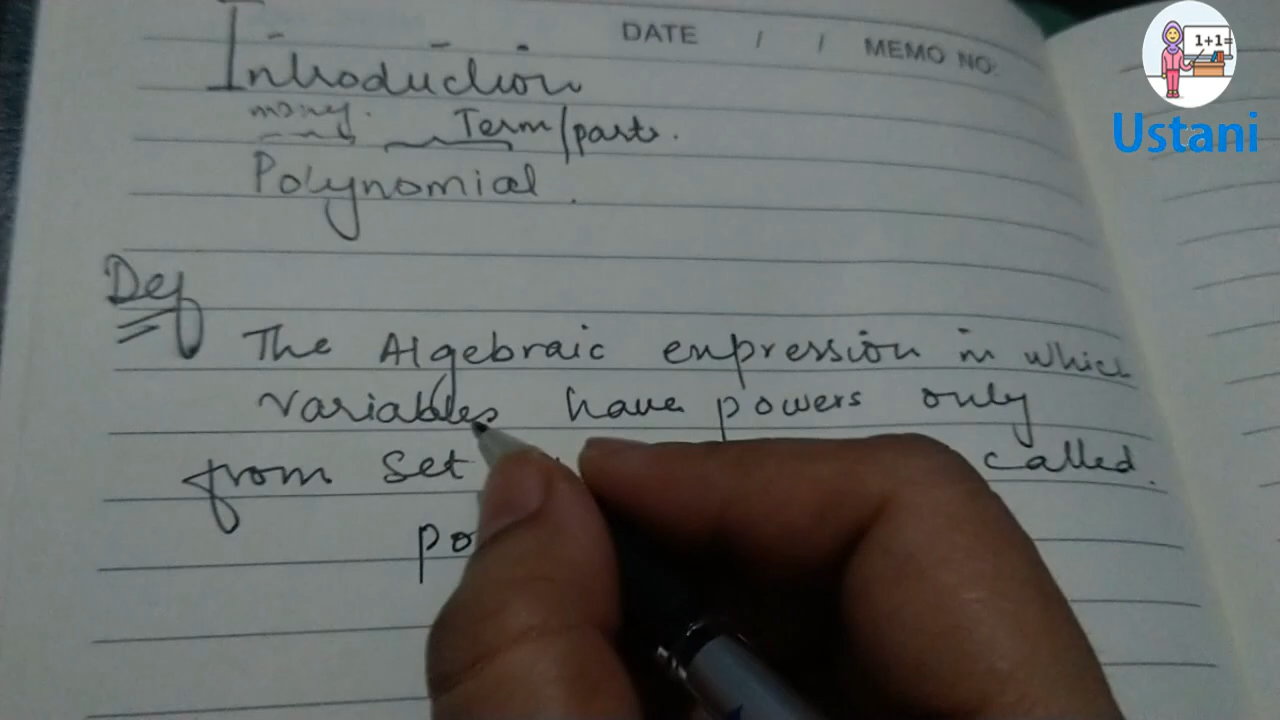 DATE / / MEMO NO:
1+1=
Ustani
Introduction
many. Term/parts.
Polynomial.
Def
The Algebraic expression in which
variables have powers only
from set called.
po